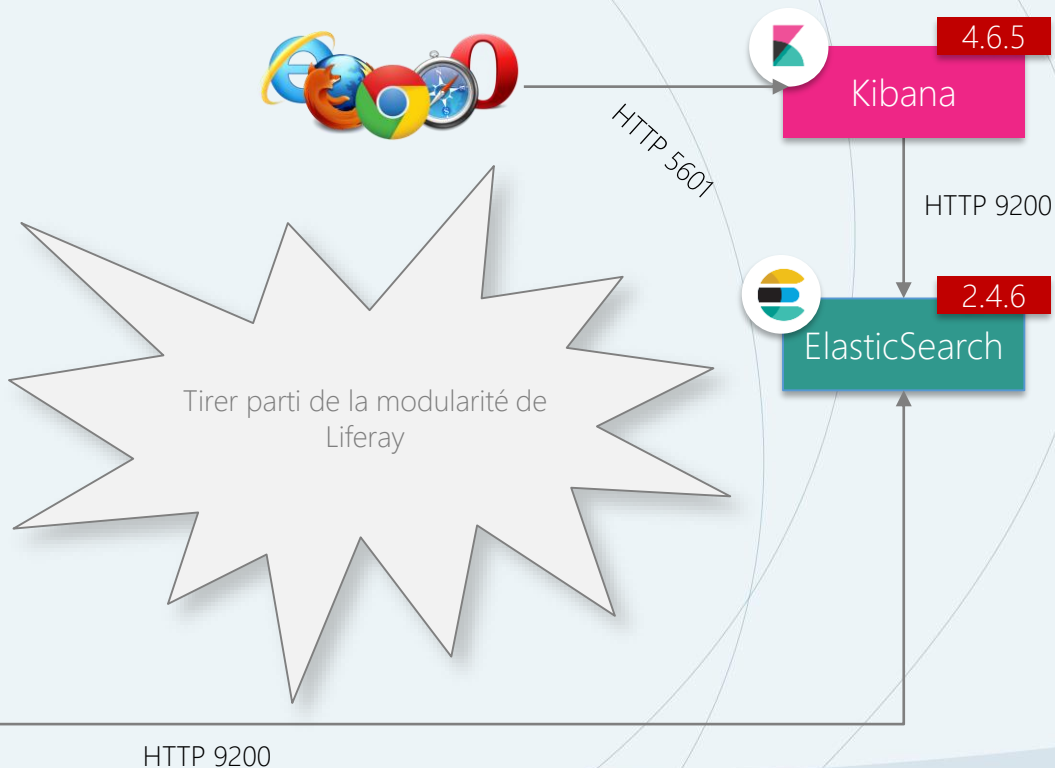 4.6.5
Kibana
HTTP 5601
HTTP 9200
2.4.6
ElasticSearch
Tirer parti de la modularité de
Liferay
HTTP 9200